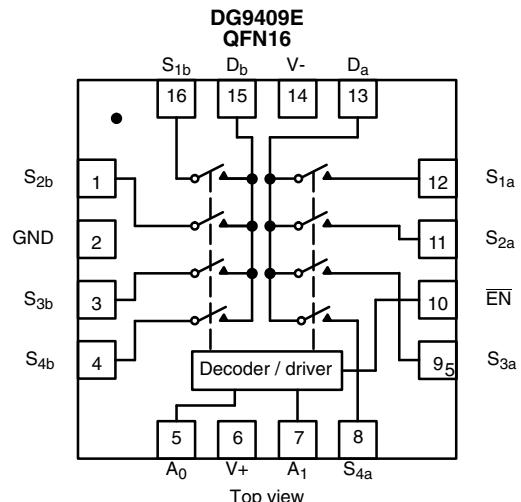 DG9409E
QFN16
S1b Db V- Da
16 15 14 13
S2b 1 12 S1a
GND 2 11 S2a
S3b 3 10 EN
S4b 4 95 S3a
Decoder / driver
5 6 7 8
A0 V+ A1 S4a
Top view